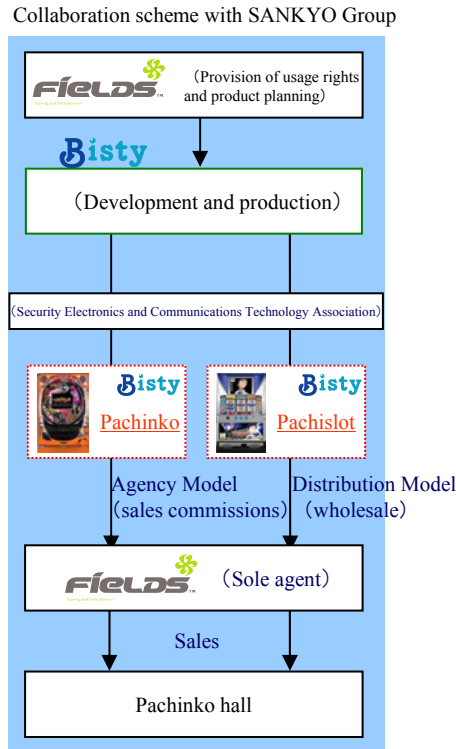 Collaboration scheme with SANKYO Group
FIELDS™
（Provision of usage rights
and product planning）
Bisty
（Development and production）
（Security Electronics and Communications Technology Association）
Bisty
Pachinko
Bisty
Pachislot
Agency Model
（sales commissions）
Distribution Model
（wholesale）
FIELDS™
（Sole agent）
Sales
Pachinko hall